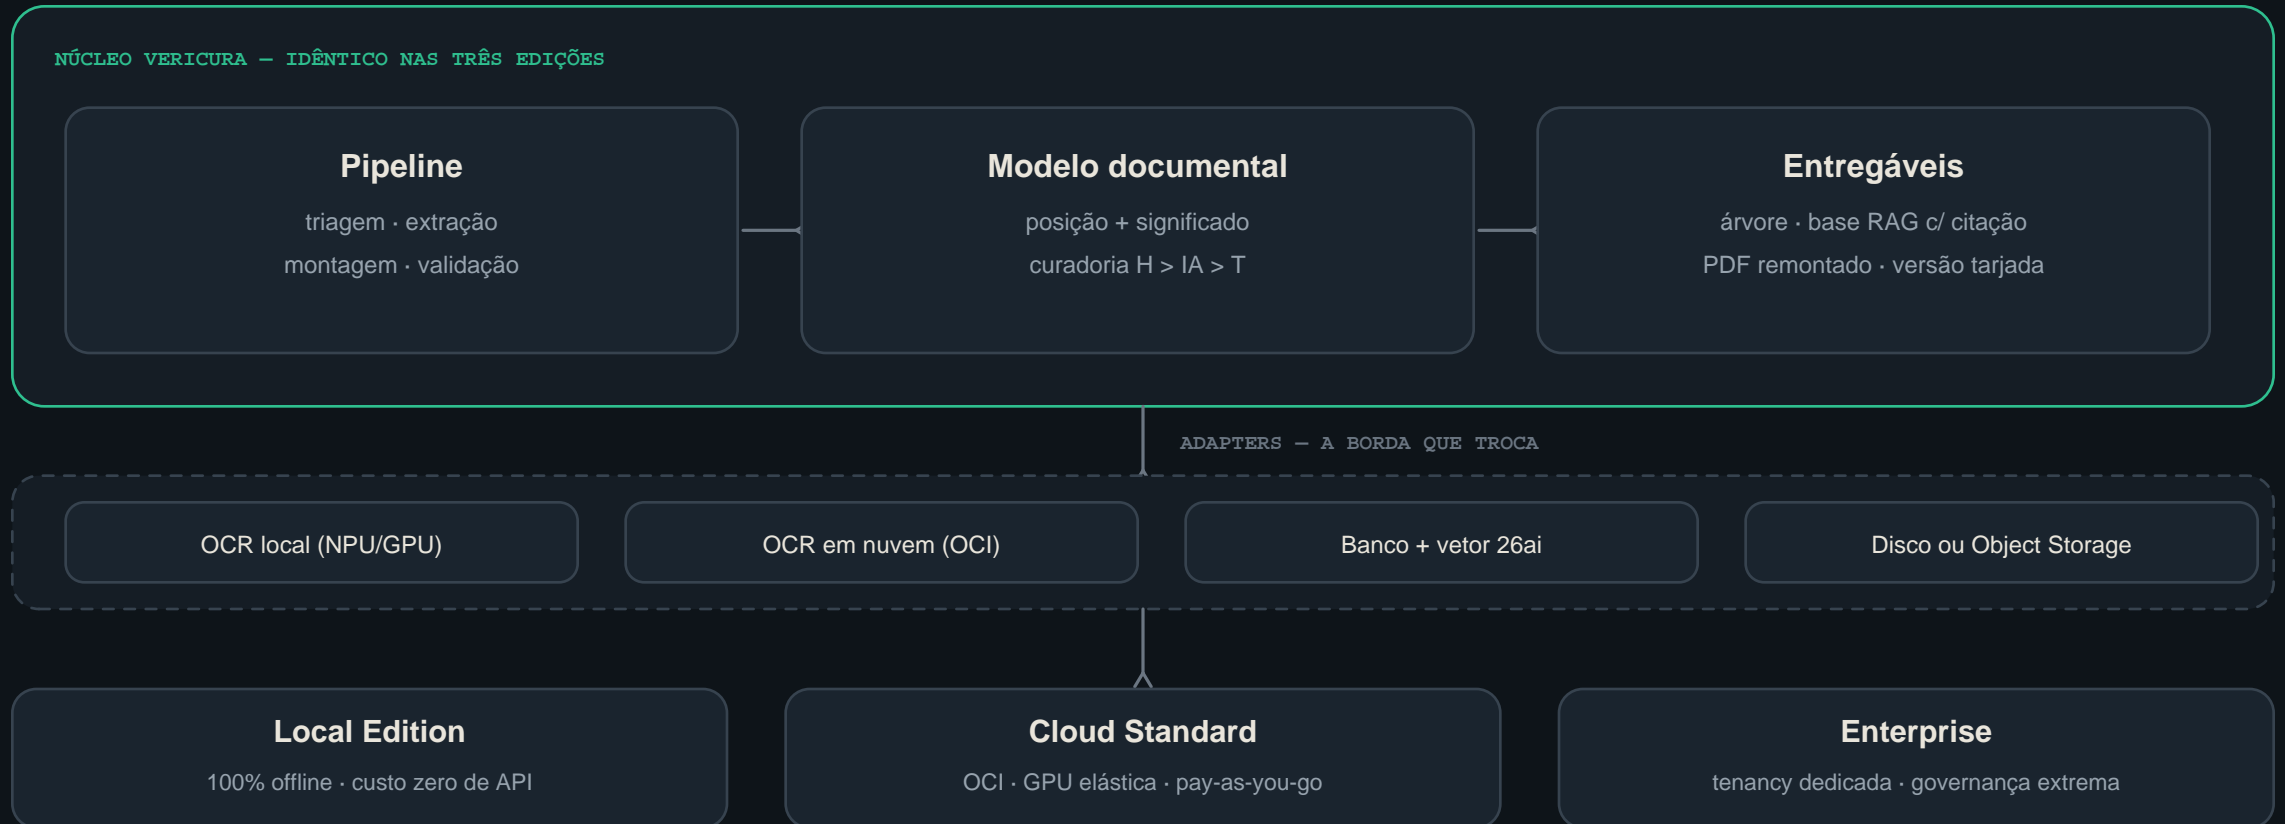 NÚCLEO VERICURA — IDÊNTICO NAS TRÊS EDIÇÕES
Pipeline
triagem · extração
montagem · validação
Modelo documental
posição + significado
curadoria H > IA > T
Entregáveis
árvore · base RAG c/ citação
PDF remontado · versão tarjada
ADAPTERS — A BORDA QUE TROCA
OCR local (NPU/GPU)
OCR em nuvem (OCI)
Banco + vetor 26ai
Disco ou Object Storage
Local Edition
100% offline · custo zero de API
Cloud Standard
OCI · GPU elástica · pay-as-you-go
Enterprise
tenancy dedicada · governança extrema